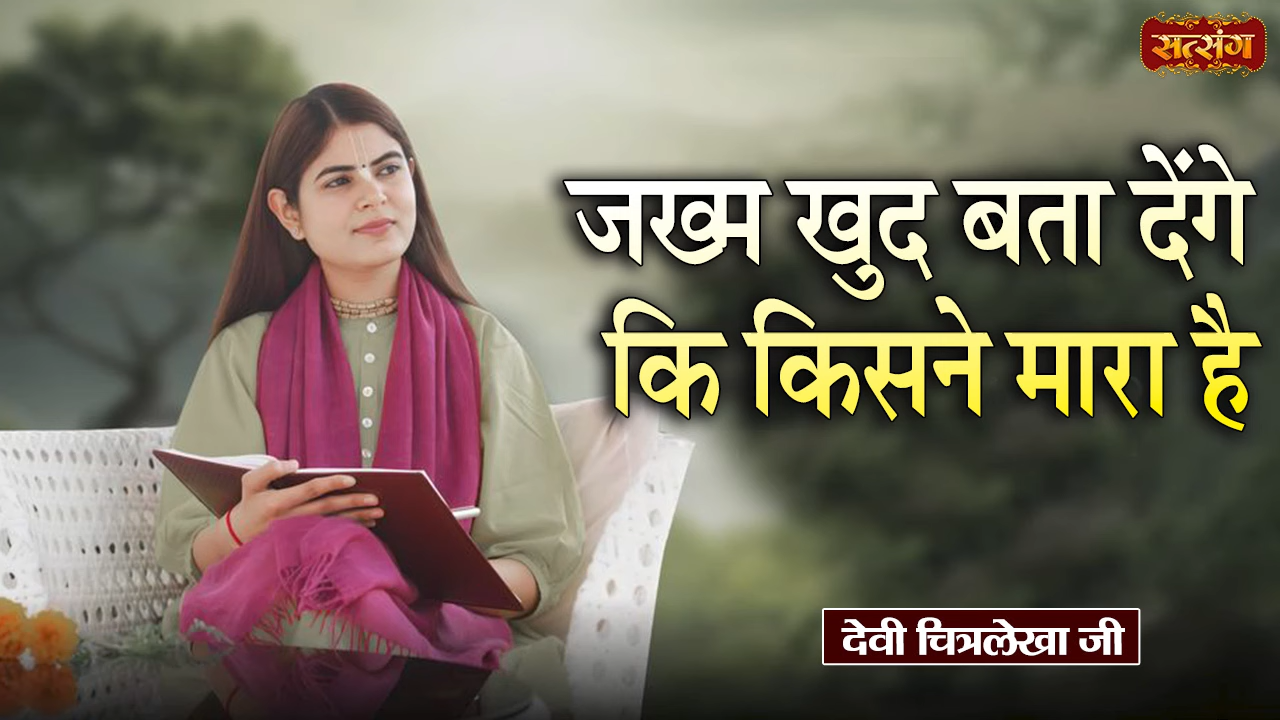 सत्संग
जख्म खुद बता देंगे
कि किसने मारा है
देवी चित्रलेखा जी